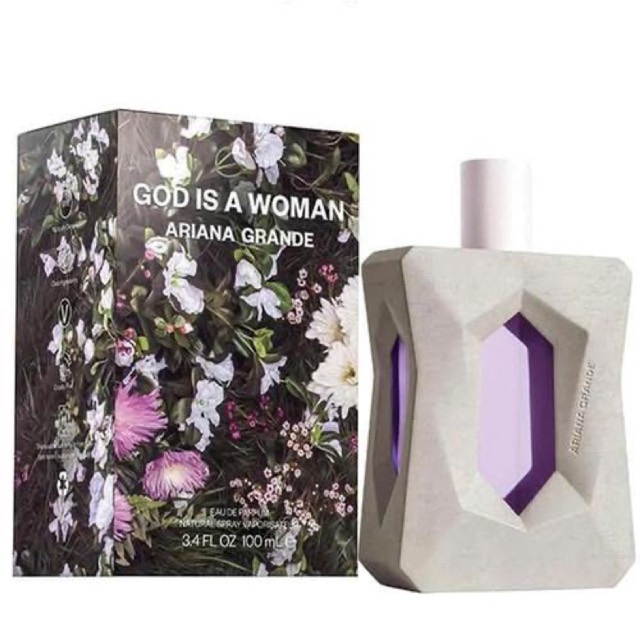 GOD IS A WOMAN
ARIANA GRANDE
EAU DE PARFUM
NATURAL SPRAY VAPORISATEUR
3.4 FL OZ 100 mL e
ARIANA GRANDE